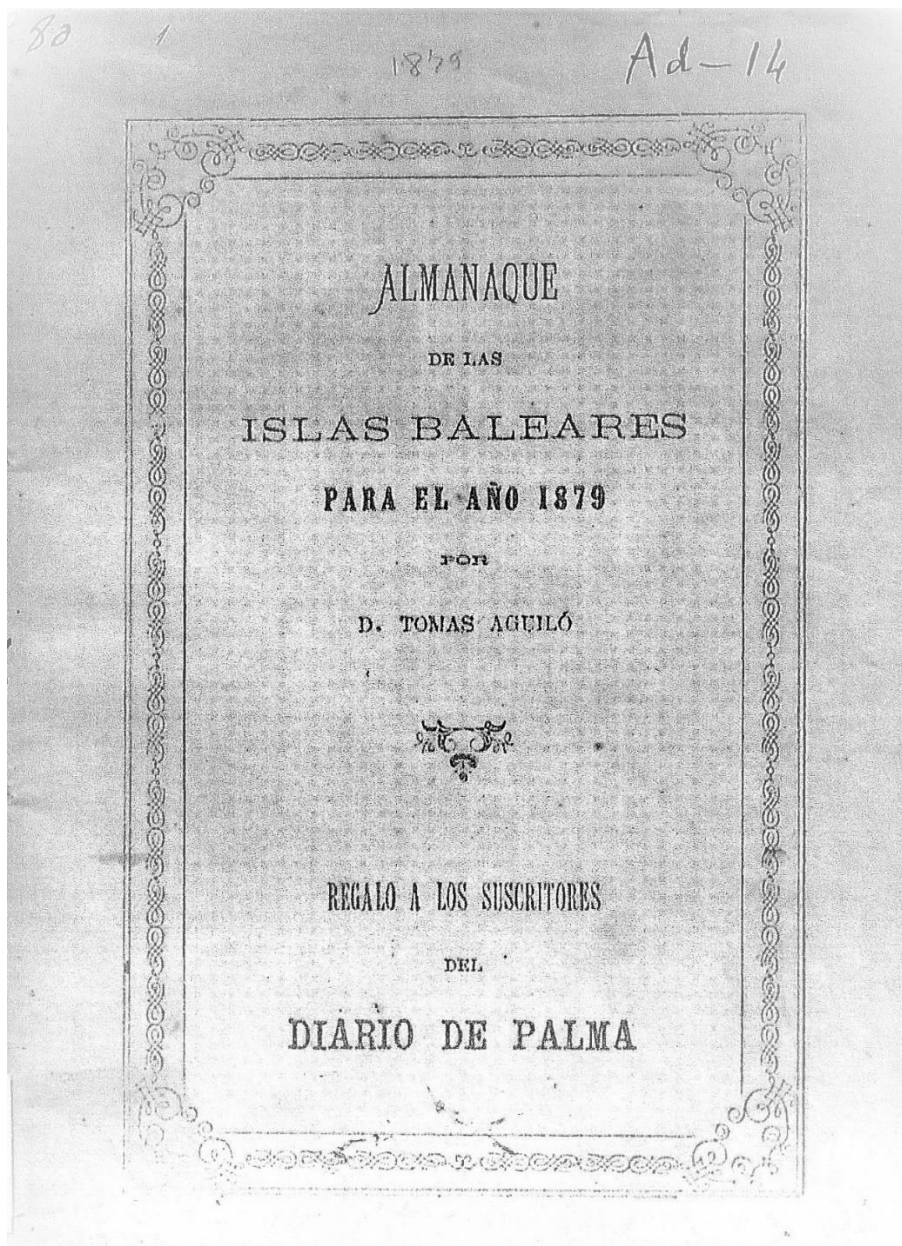 80 1
1879
Ad-14
ALMANAQUE
DE LAS
ISLAS BALEARES
PARA EL AÑO 1879
POR
D. TOMAS AGUILÓ
REGALO A LOS SUSCRITORES
DEL
DIARIO DE PALMA